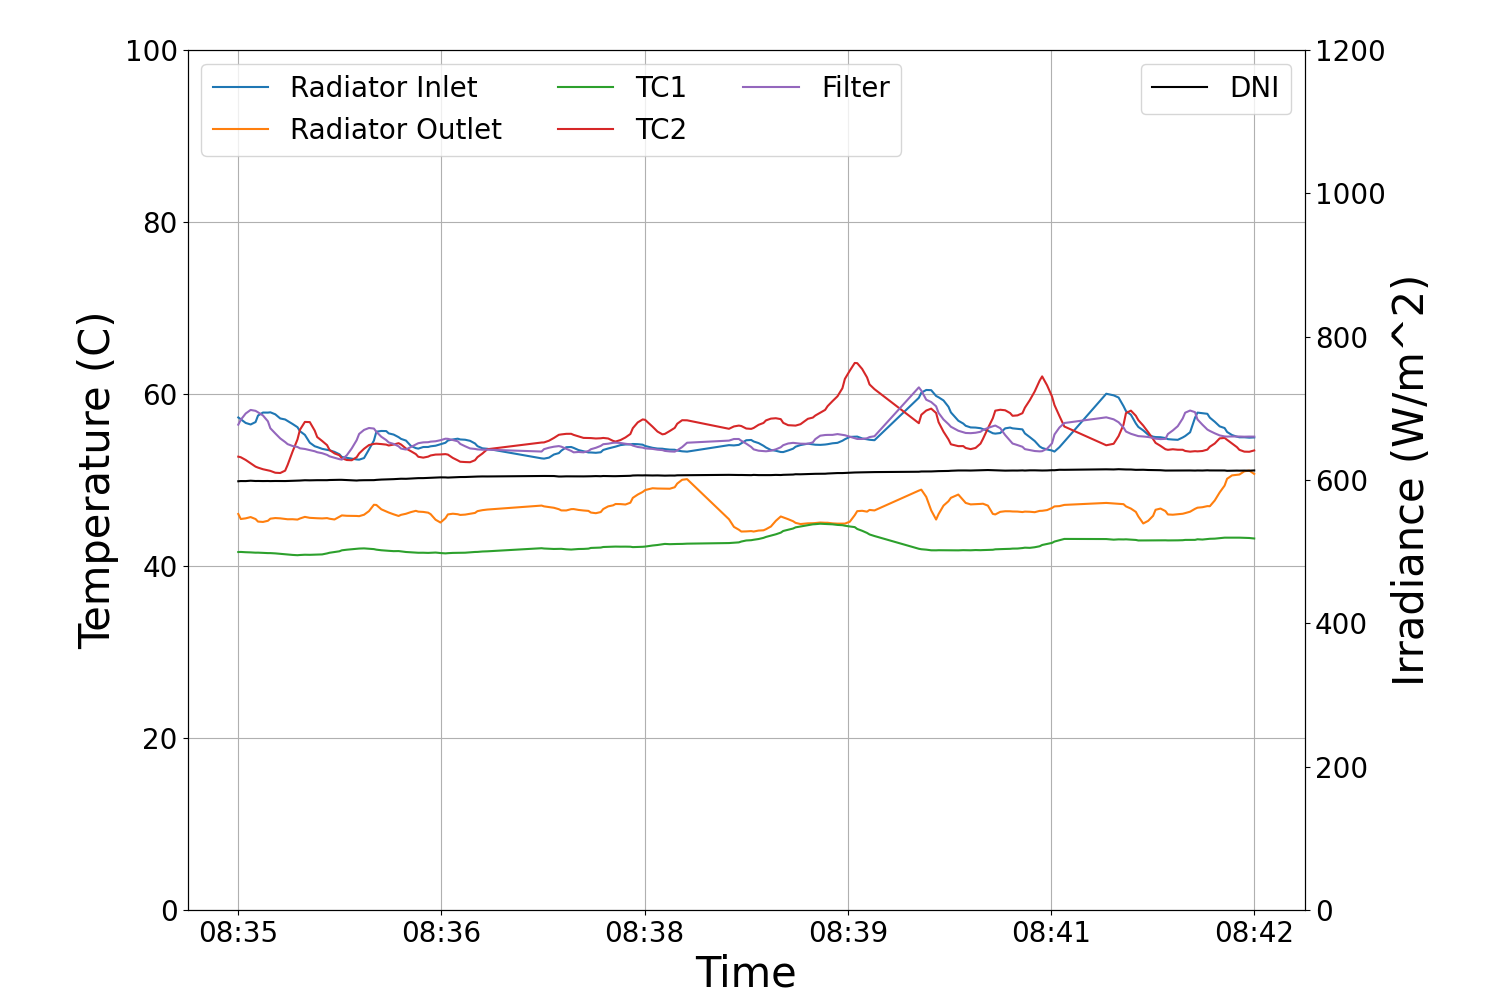 100
80
60
40
20
0
Temperature (C)
Radiator Inlet
Radiator Outlet
TC1
TC2
Filter
DNI
1200
1000
800
600
400
200
0
Irradiance (W/m^2)
08:35 08:36 08:38 08:39 08:41 08:42
Time